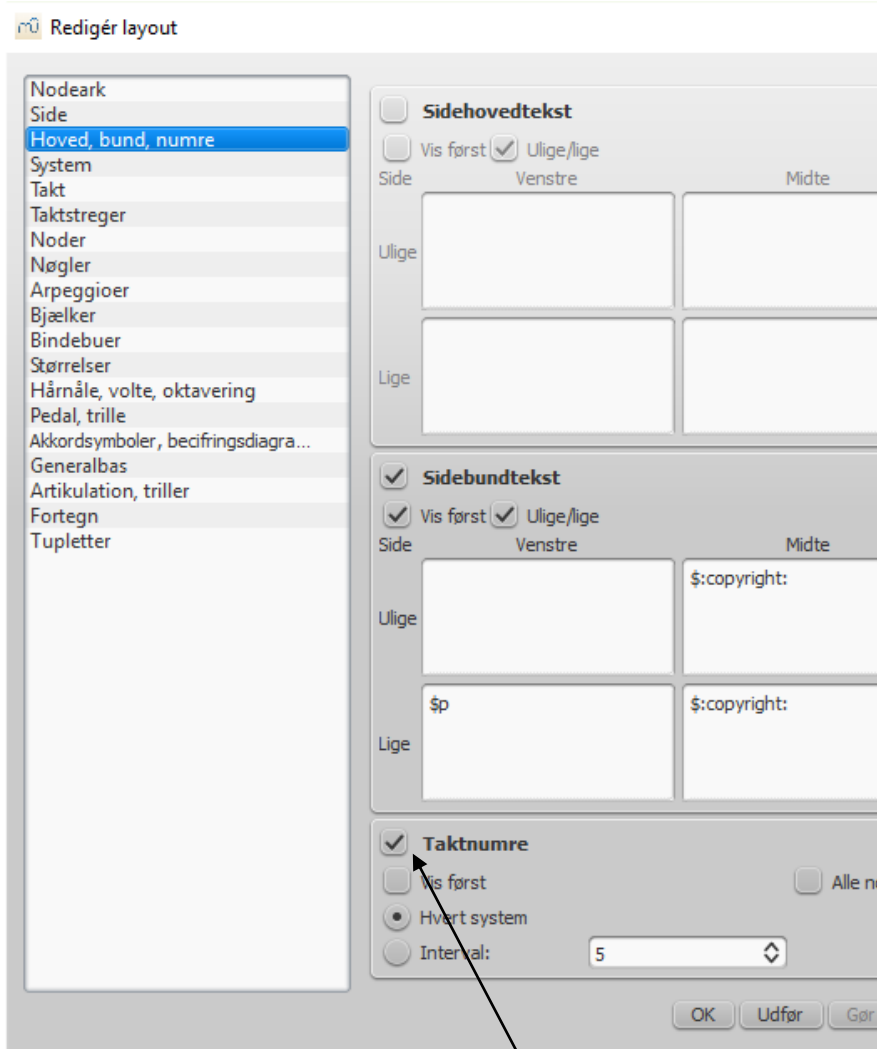 Redigér layout
Nodeark
Side
Hoved, bund, numre
System
Takt
Taktstreger
Noder
Nøgler
Arpeggioer
Bjælker
Bindebuer
Størrelser
Hårnåle, volte, oktavering
Pedal, trille
Akkordsymboler, becifringsdiagra...
Generalbas
Artikulation, triller
Fortegn
Tupletter
Sidehovedtekst
Vis først Ulige/lige
Side Venstre Midte
Ulige
Lige
Sidebundtekst
Vis først Ulige/lige
Side Venstre Midte
Ulige $:copyright:
Lige $p $:copyright:
Taktnumre
Vis først Alle
Hvert system
Interval: 5
OK Udfør Gør